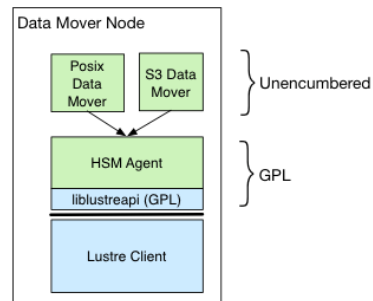 Data Mover Node
Posix
Data
Mover
S3 Data
Mover
Unencumbered
HSM Agent
liblustreapi (GPL)
GPL
Lustre Client